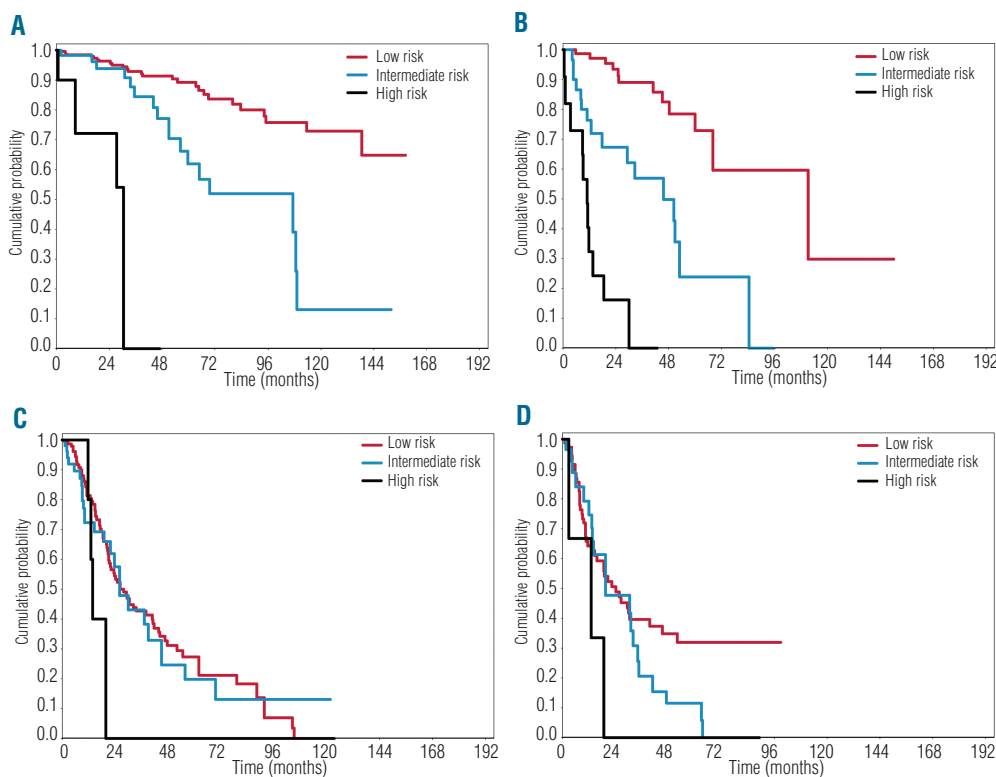 A
Cumulative probability
1.0
0.9
0.8
0.7
0.6
0.5
0.4
0.3
0.2
0.1
0.0
Low risk
Intermediate risk
High risk
0 24 48 72 96 120 144 168 192
Time (months)
B
Cumulative probability
1.0
0.9
0.8
0.7
0.6
0.5
0.4
0.3
0.2
0.1
0.0
Low risk
Intermediate risk
High risk
0 24 48 72 96 120 144 168 192
Time (months)
C
Cumulative probability
1.0
0.9
0.8
0.7
0.6
0.5
0.4
0.3
0.2
0.1
0.0
Low risk
Intermediate risk
High risk
0 24 48 72 96 120 144 168 192
Time (months)
D
Cumulative probability
1.0
0.9
0.8
0.7
0.6
0.5
0.4
0.3
0.2
0.1
0.0
Low risk
Intermediate risk
High risk
0 24 48 72 96 120 144 168 192
Time (months)